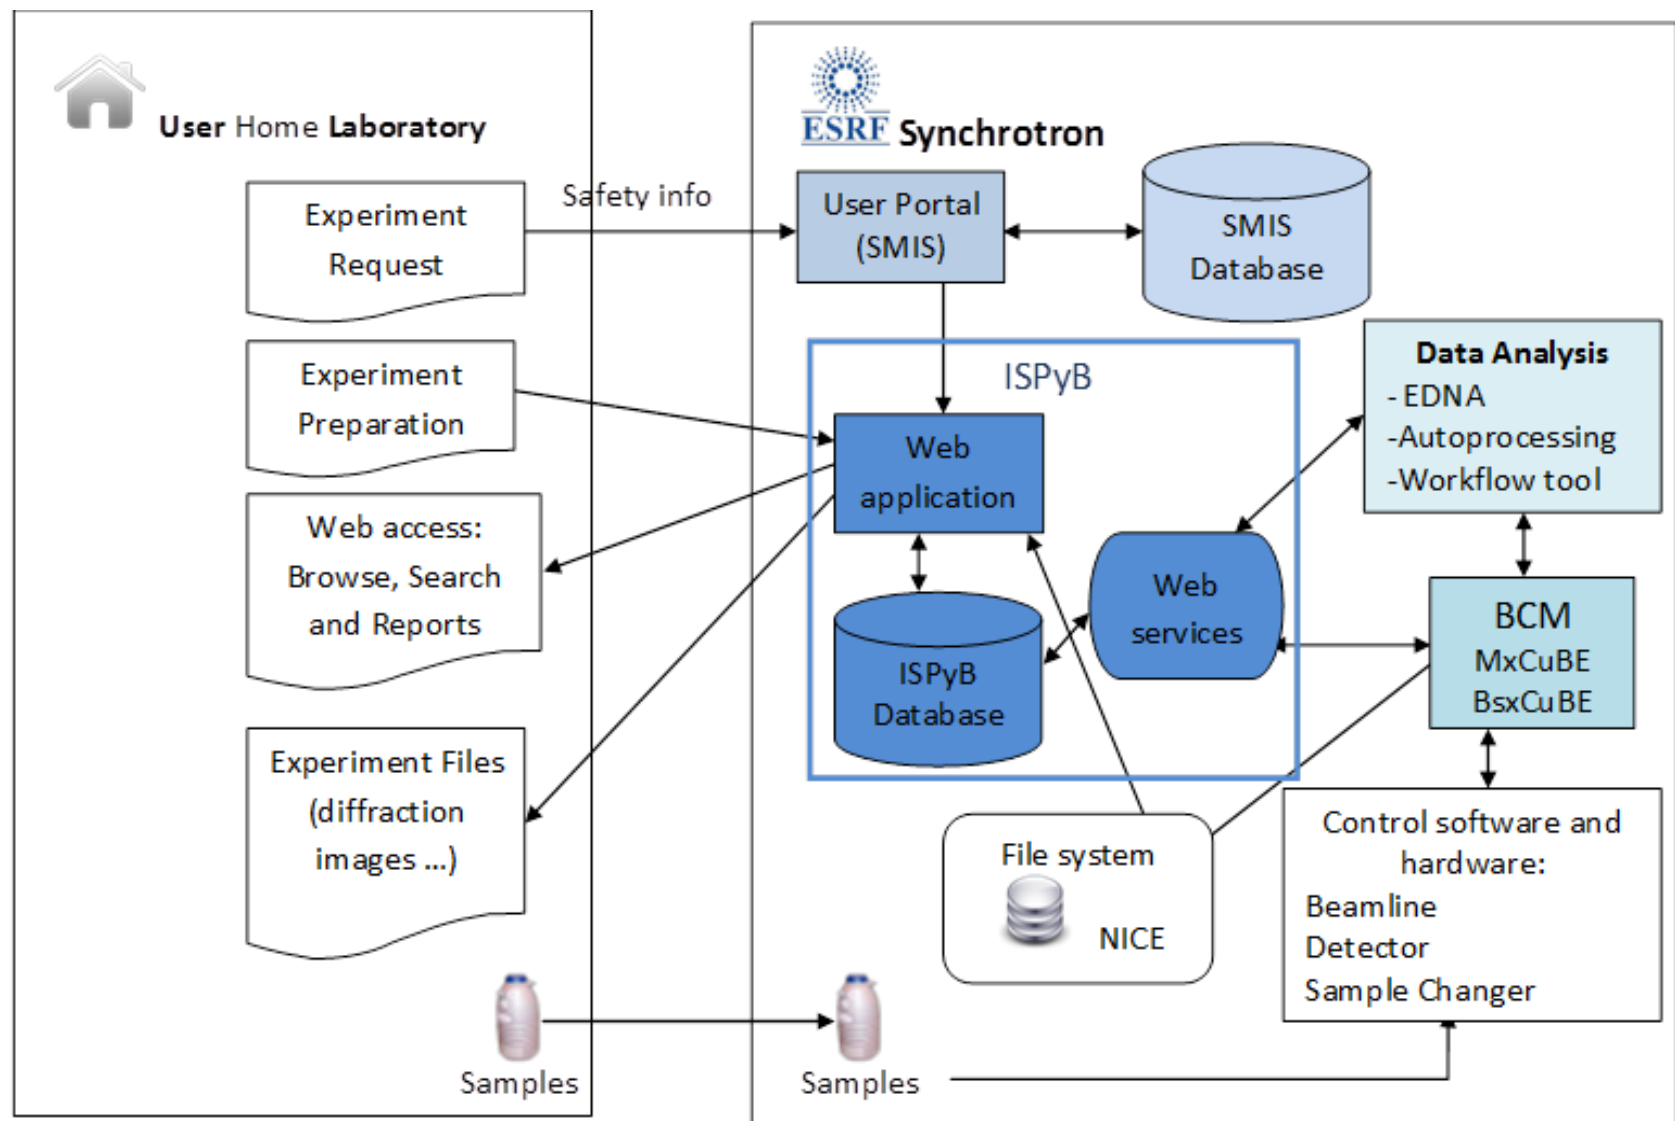 User Home Laboratory
Experiment
Request
Experiment
Preparation
Web access:
Browse, Search
and Reports
Experiment Files
(diffraction
images ...)
Samples
Safety info
ESRF Synchrotron
User Portal
(SMIS)
SMIS
Database
ISPyB
Web
application
ISPyB
Database
Web
services
Data Analysis
- EDNA
-Autoprocessing
-Workflow tool
BCM
MxCuBE
BsxCuBE
File system
NICE
Control software and
hardware:
Beamline
Detector
Sample Changer
Samples